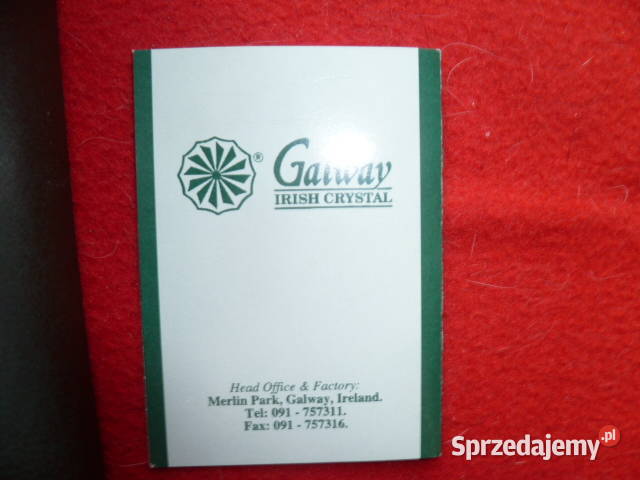 ® Galway
IRISH CRYSTAL
Head Office & Factory:
Merlin Park, Galway, Ireland.
Tel: 091 - 757311.
Fax: 091 - 757316.
Sprzedajemy.pl